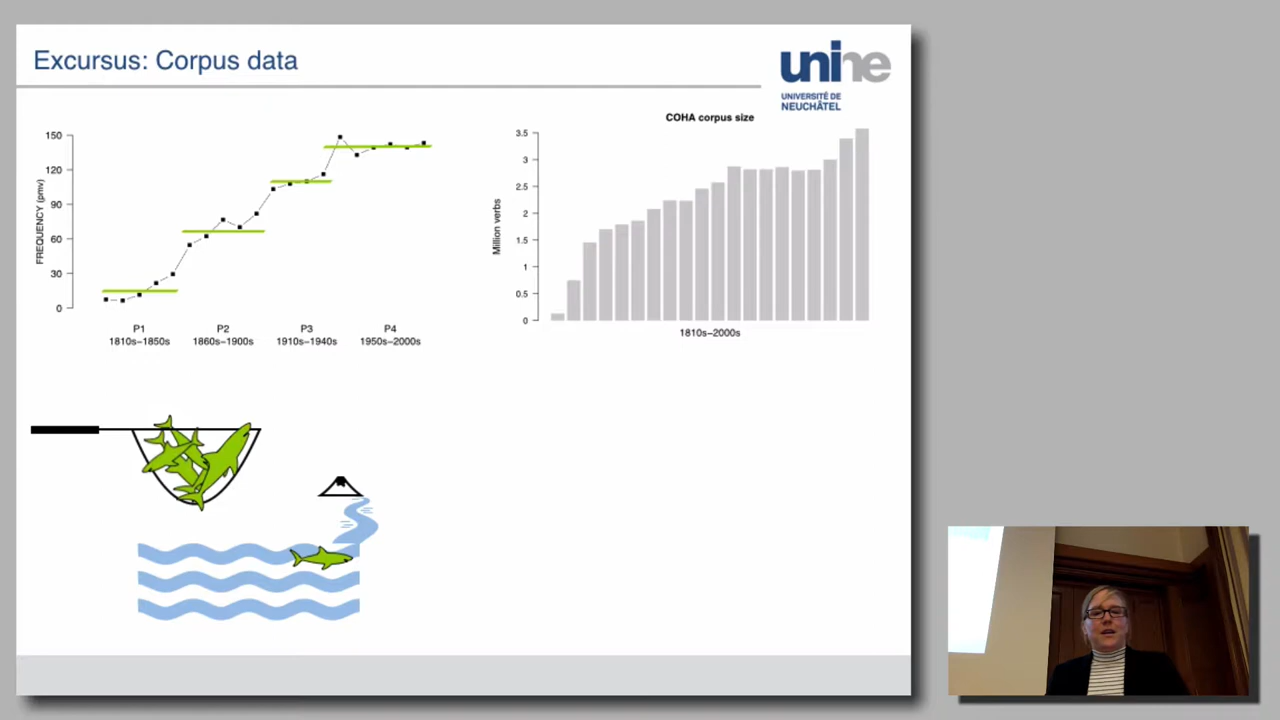 Excursus: Corpus data
unine
UNIVERSITÉ DE
NEUCHÂTEL
FREQUENCY (pmv)
150
120
90
60
30
0
P1 P2 P3 P4
1810s–1850s 1860s–1900s 1910s–1940s 1950s–2000s
COHA corpus size
Million verbs
3.5
3
2.5
2
1.5
1
0.5
0
1810s–2000s